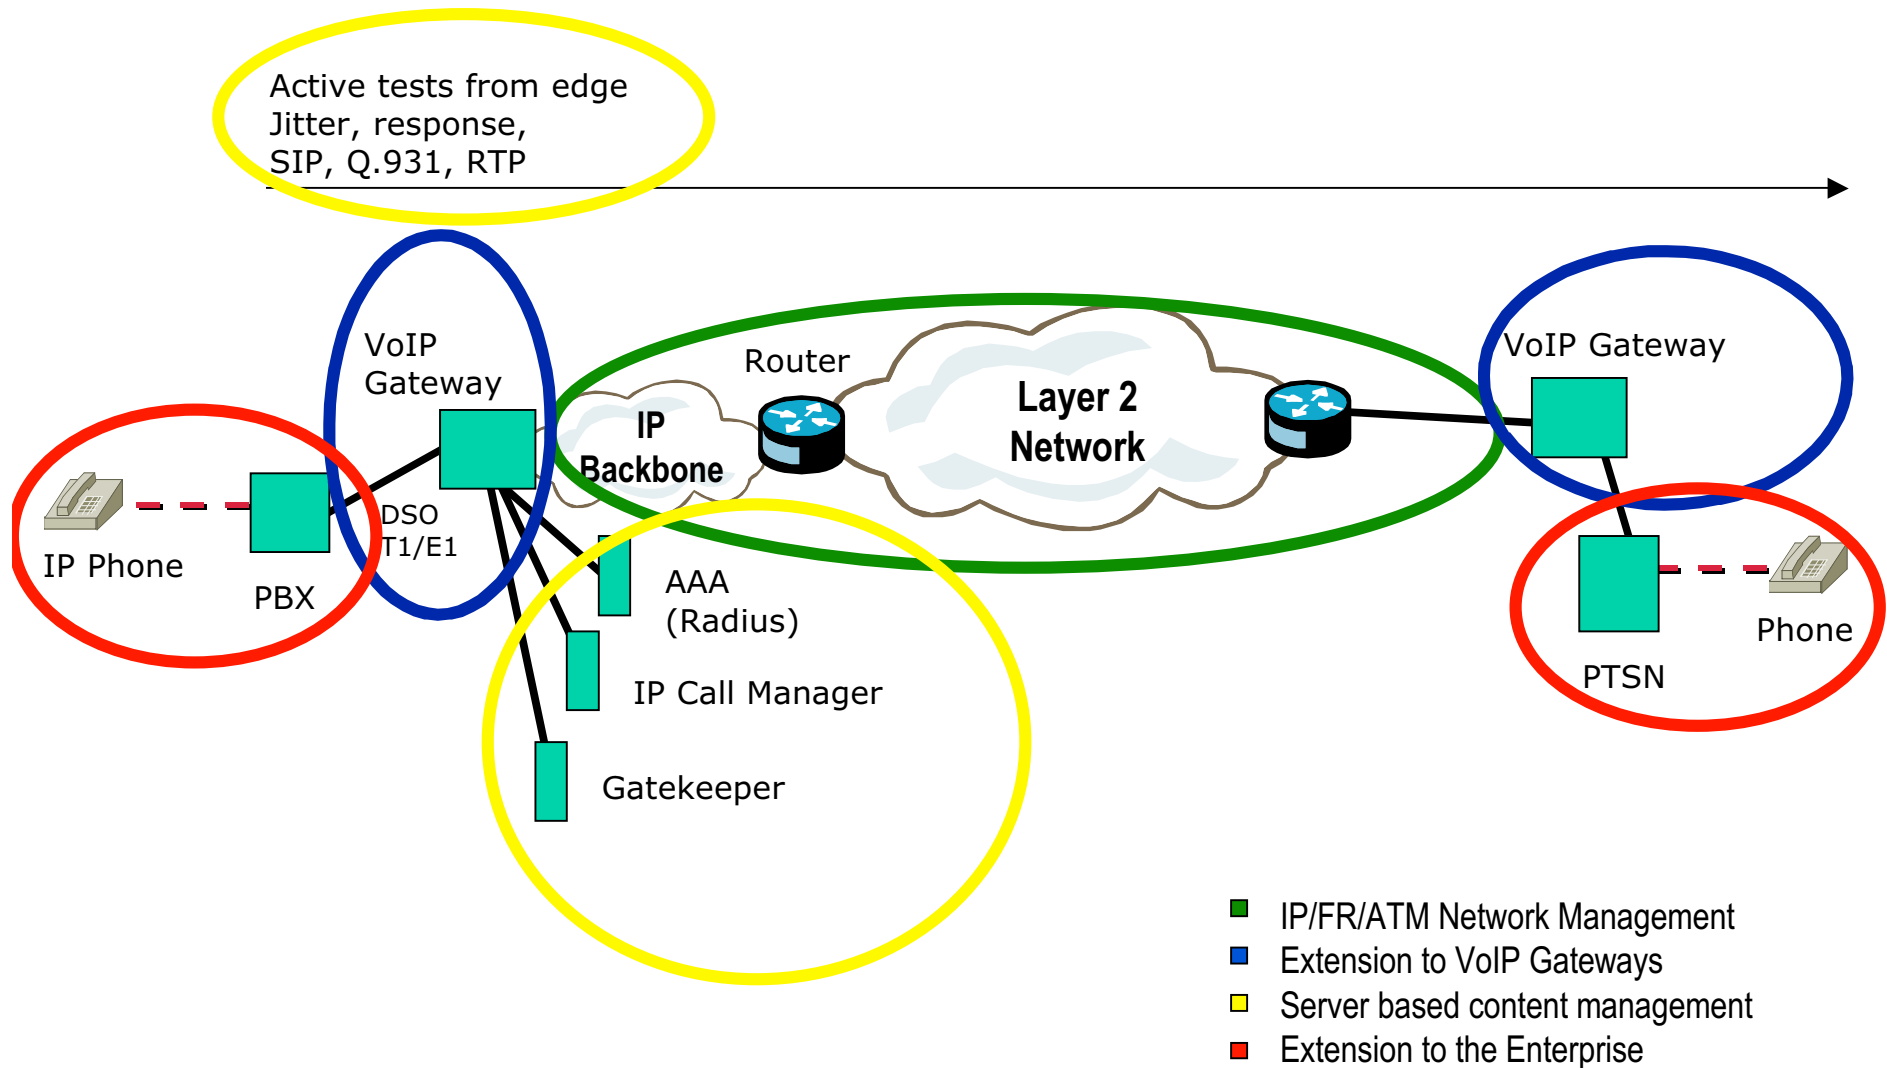 Active tests from edge
Jitter, response,
SIP, Q.931, RTP
VoIP
Gateway
Router
IP
Backbone
Layer 2
Network
VoIP Gateway
DSO
T1/E1
IP Phone
PBX
AAA
(Radius)
IP Call Manager
Gatekeeper
Phone
PTSN
IP/FR/ATM Network Management
Extension to VoIP Gateways
Server based content management
Extension to the Enterprise